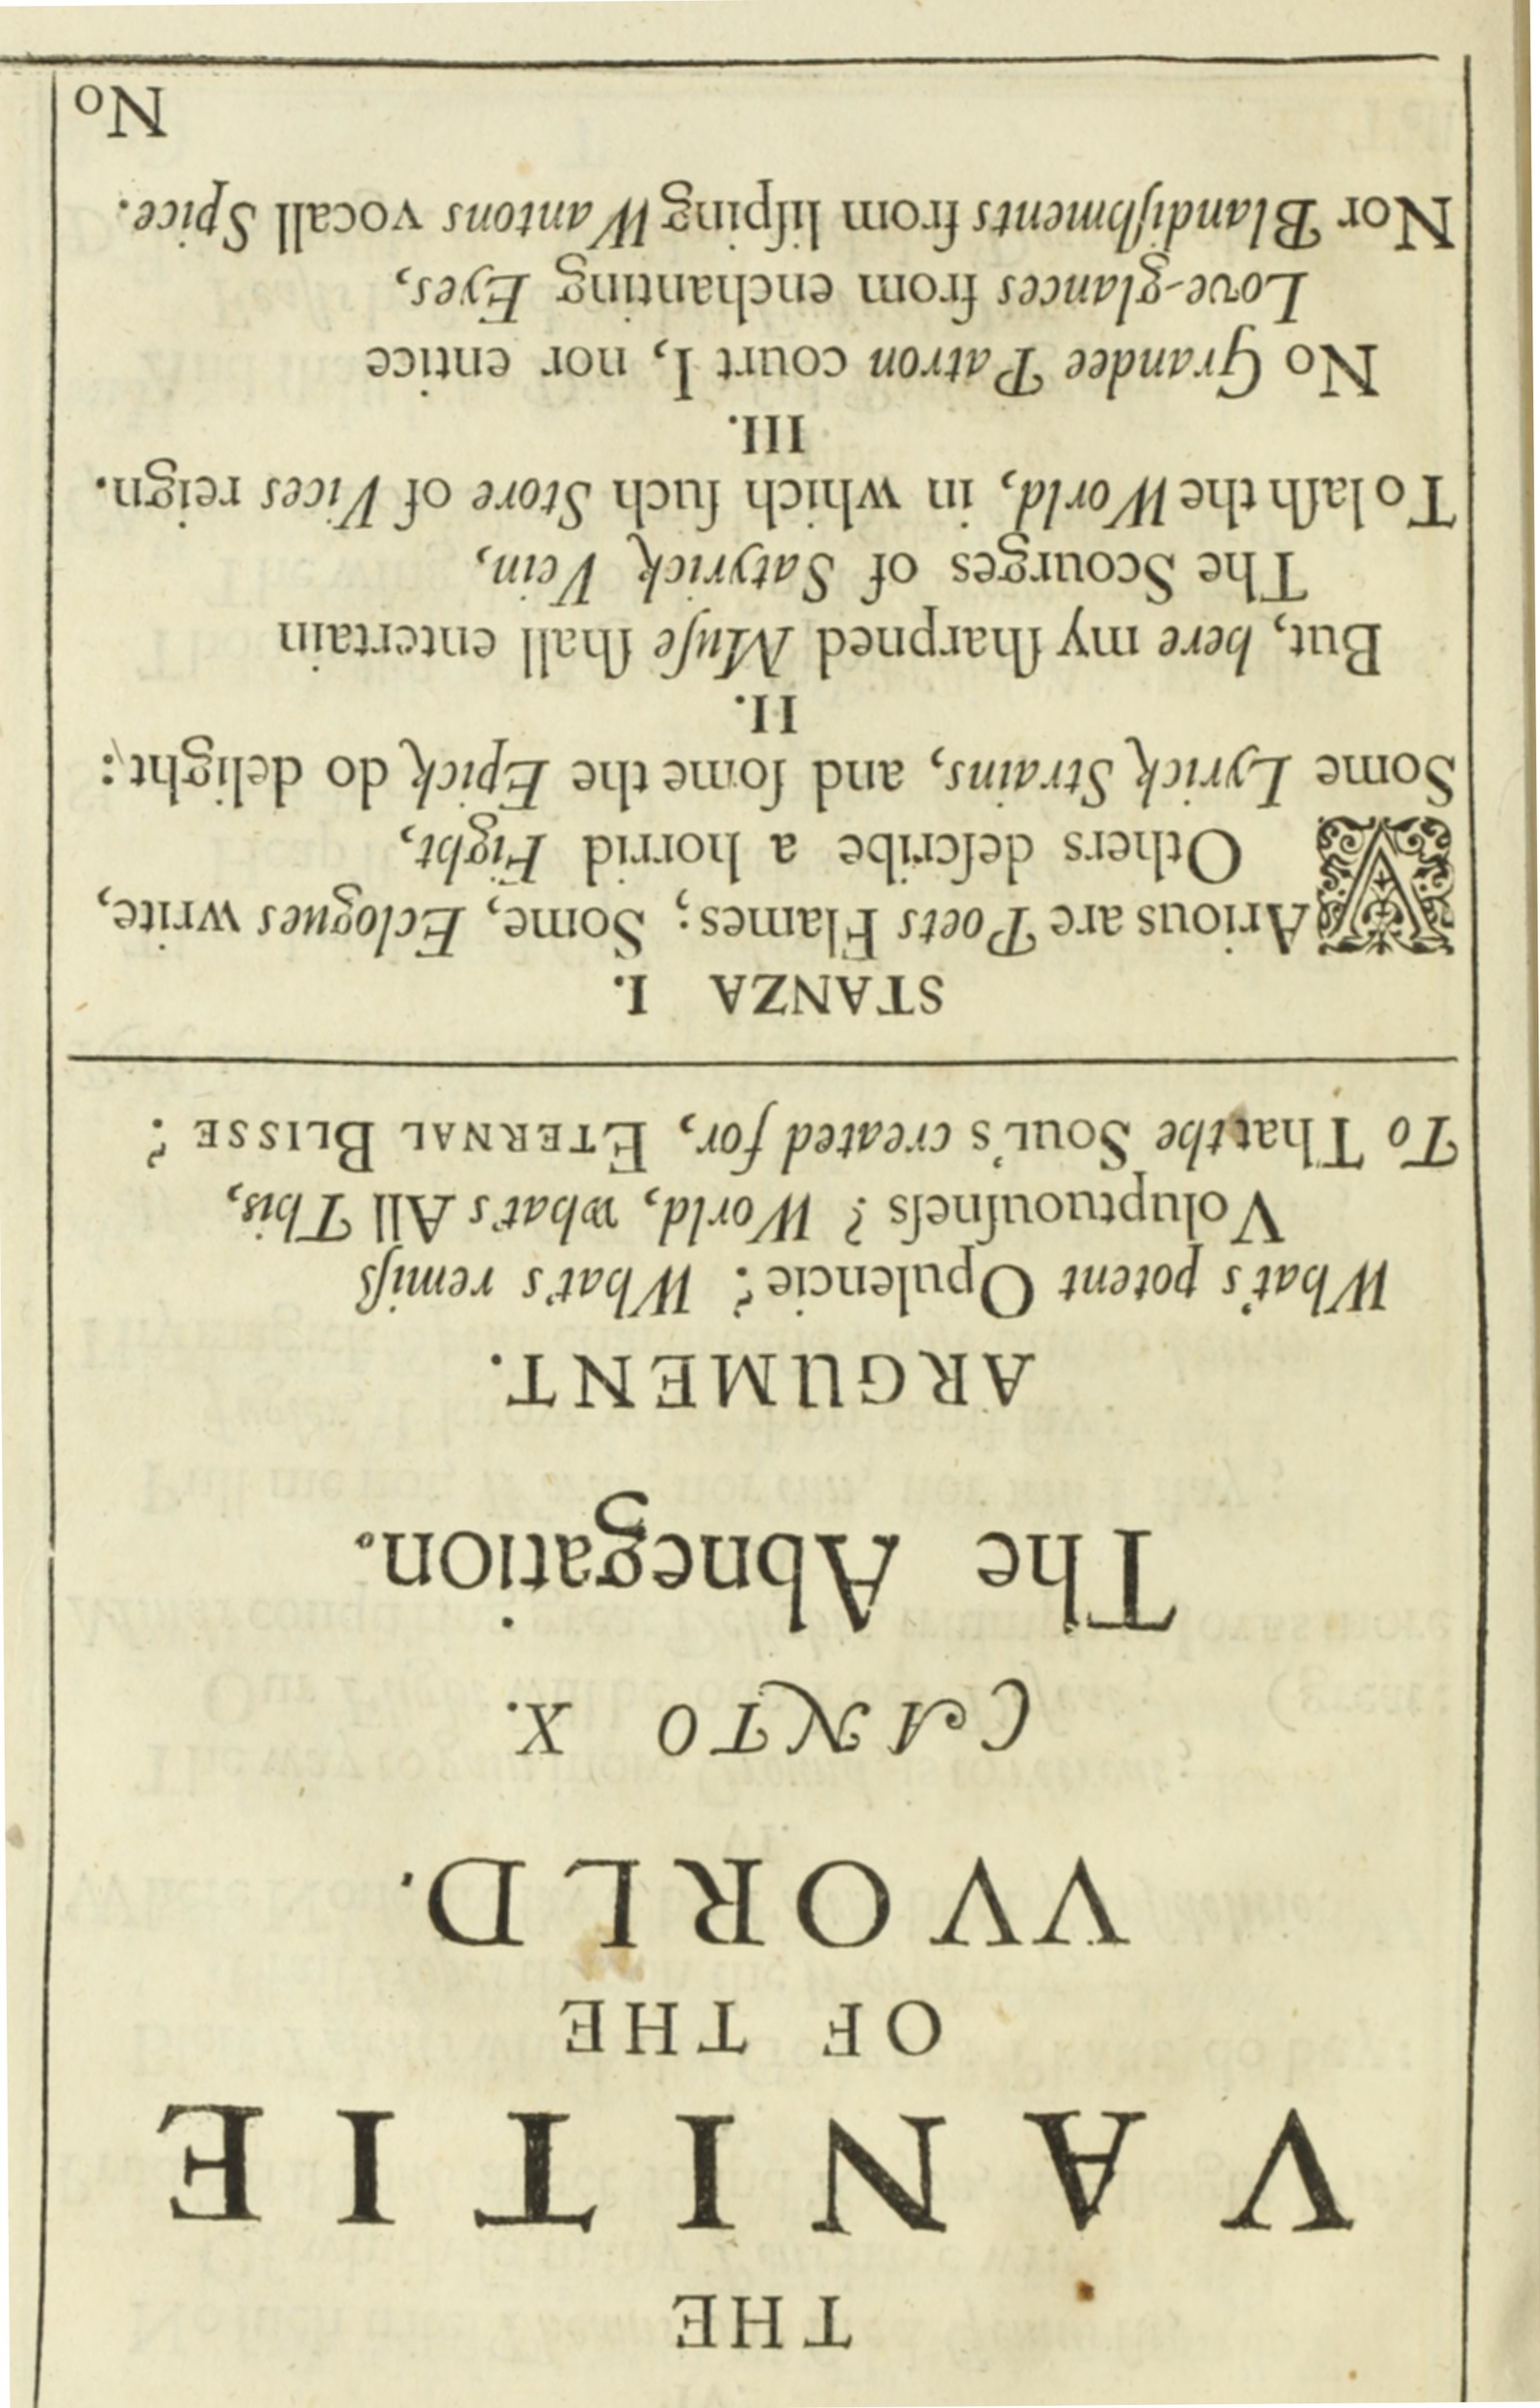 THE
VANITIE
OF THE
VVORLD.
CANTO X.
The Abnegation.
ARGUMENT.
What's potent Opulencie? What's remiſs
Voluptuouſneſs? World, what's All This,
To That the Soul's created for, Eternal Blisse?
STANZA I.
VArious are Poets Flames; Some, Eclogues write,
Others deſcribe a horrid Fight,
Some Lyrick Strains, and ſome the Epick do delight:
II.
But, here my ſharpned Muſe ſhall entertain
The Scourges of Satyrick Vein,
To laſh the World, in which ſuch Store of Vices reign.
III.
No Grandee Patron court I, nor entice
Love-glances from enchanting Eyes,
Nor Blandiſhments from liſping Wantons vocall Spice.
No